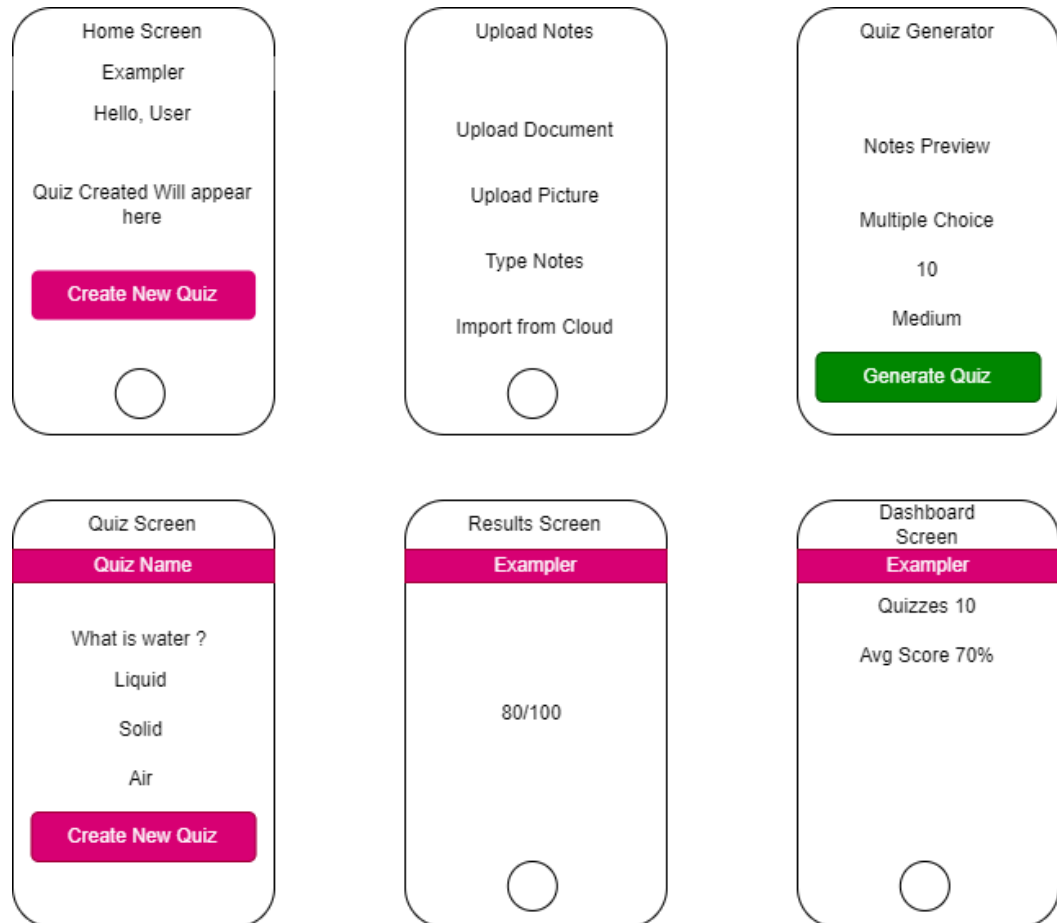 Home Screen
Exampler
Hello, User
Quiz Created Will appear
here
Create New Quiz
Upload Notes
Upload Document
Upload Picture
Type Notes
Import from Cloud
Quiz Generator
Notes Preview
Multiple Choice
10
Medium
Generate Quiz
Quiz Screen
Quiz Name
What is water ?
Liquid
Solid
Air
Create New Quiz
Results Screen
Exampler
80/100
Dashboard
Screen
Exampler
Quizzes 10
Avg Score 70%